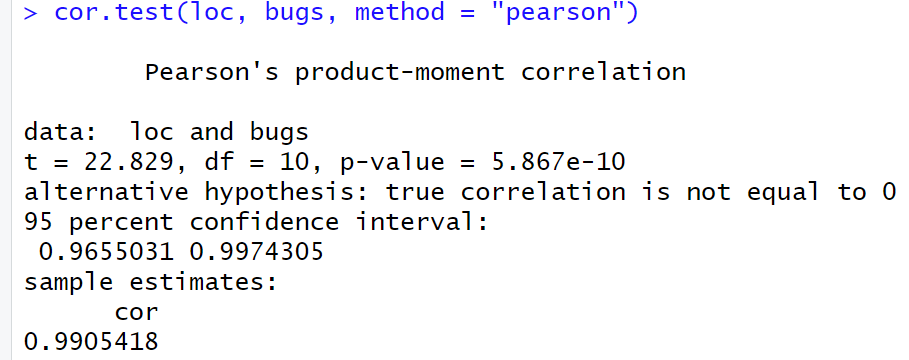 > cor.test(loc, bugs, method = "pearson")
Pearson's product-moment correlation
data:  loc and bugs
t = 22.829, df = 10, p-value = 5.867e-10
alternative hypothesis: true correlation is not equal to 0
95 percent confidence interval:
 0.9655031 0.9974305
sample estimates:
      cor
0.9905418